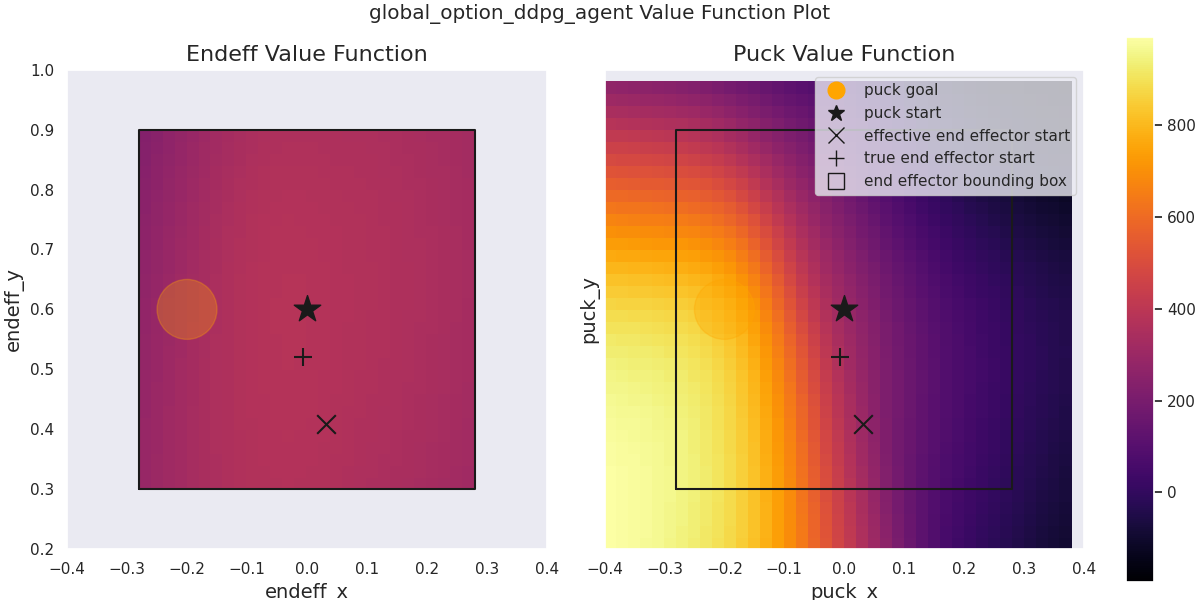 global_option_ddpg_agent Value Function Plot
Endeff Value Function
1.0
0.9
0.8
0.7
0.6
0.5
0.4
0.3
0.2
endeff_y
−0.4 −0.3 −0.2 −0.1 0.0 0.1 0.2 0.3 0.4
endeff_x
Puck Value Function
puck goal
puck start
effective end effector start
true end effector start
end effector bounding box
puck_y
−0.4 −0.3 −0.2 −0.1 0.0 0.1 0.2 0.3 0.4
puck_x
800
600
400
200
0